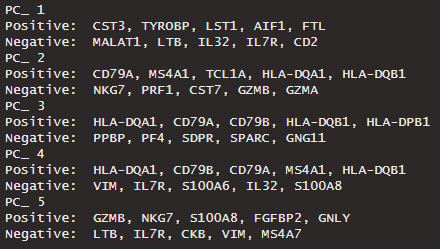 PC_ 1
Positive:  CST3, TYROBP, LST1, AIF1, FTL
Negative:  MALAT1, LTB, IL32, IL7R, CD2
PC_ 2
Positive:  CD79A, MS4A1, TCL1A, HLA-DQA1, HLA-DQB1
Negative:  NKG7, PRF1, CST7, GZMB, GZMA
PC_ 3
Positive:  HLA-DQA1, CD79A, CD79B, HLA-DQB1, HLA-DPB1
Negative:  PPBP, PF4, SDPR, SPARC, GNG11
PC_ 4
Positive:  HLA-DQA1, CD79B, CD79A, MS4A1, HLA-DQB1
Negative:  VIM, IL7R, S100A6, IL32, S100A8
PC_ 5
Positive:  GZMB, NKG7, S100A8, FGFBP2, GNLY
Negative:  LTB, IL7R, CKB, VIM, MS4A7